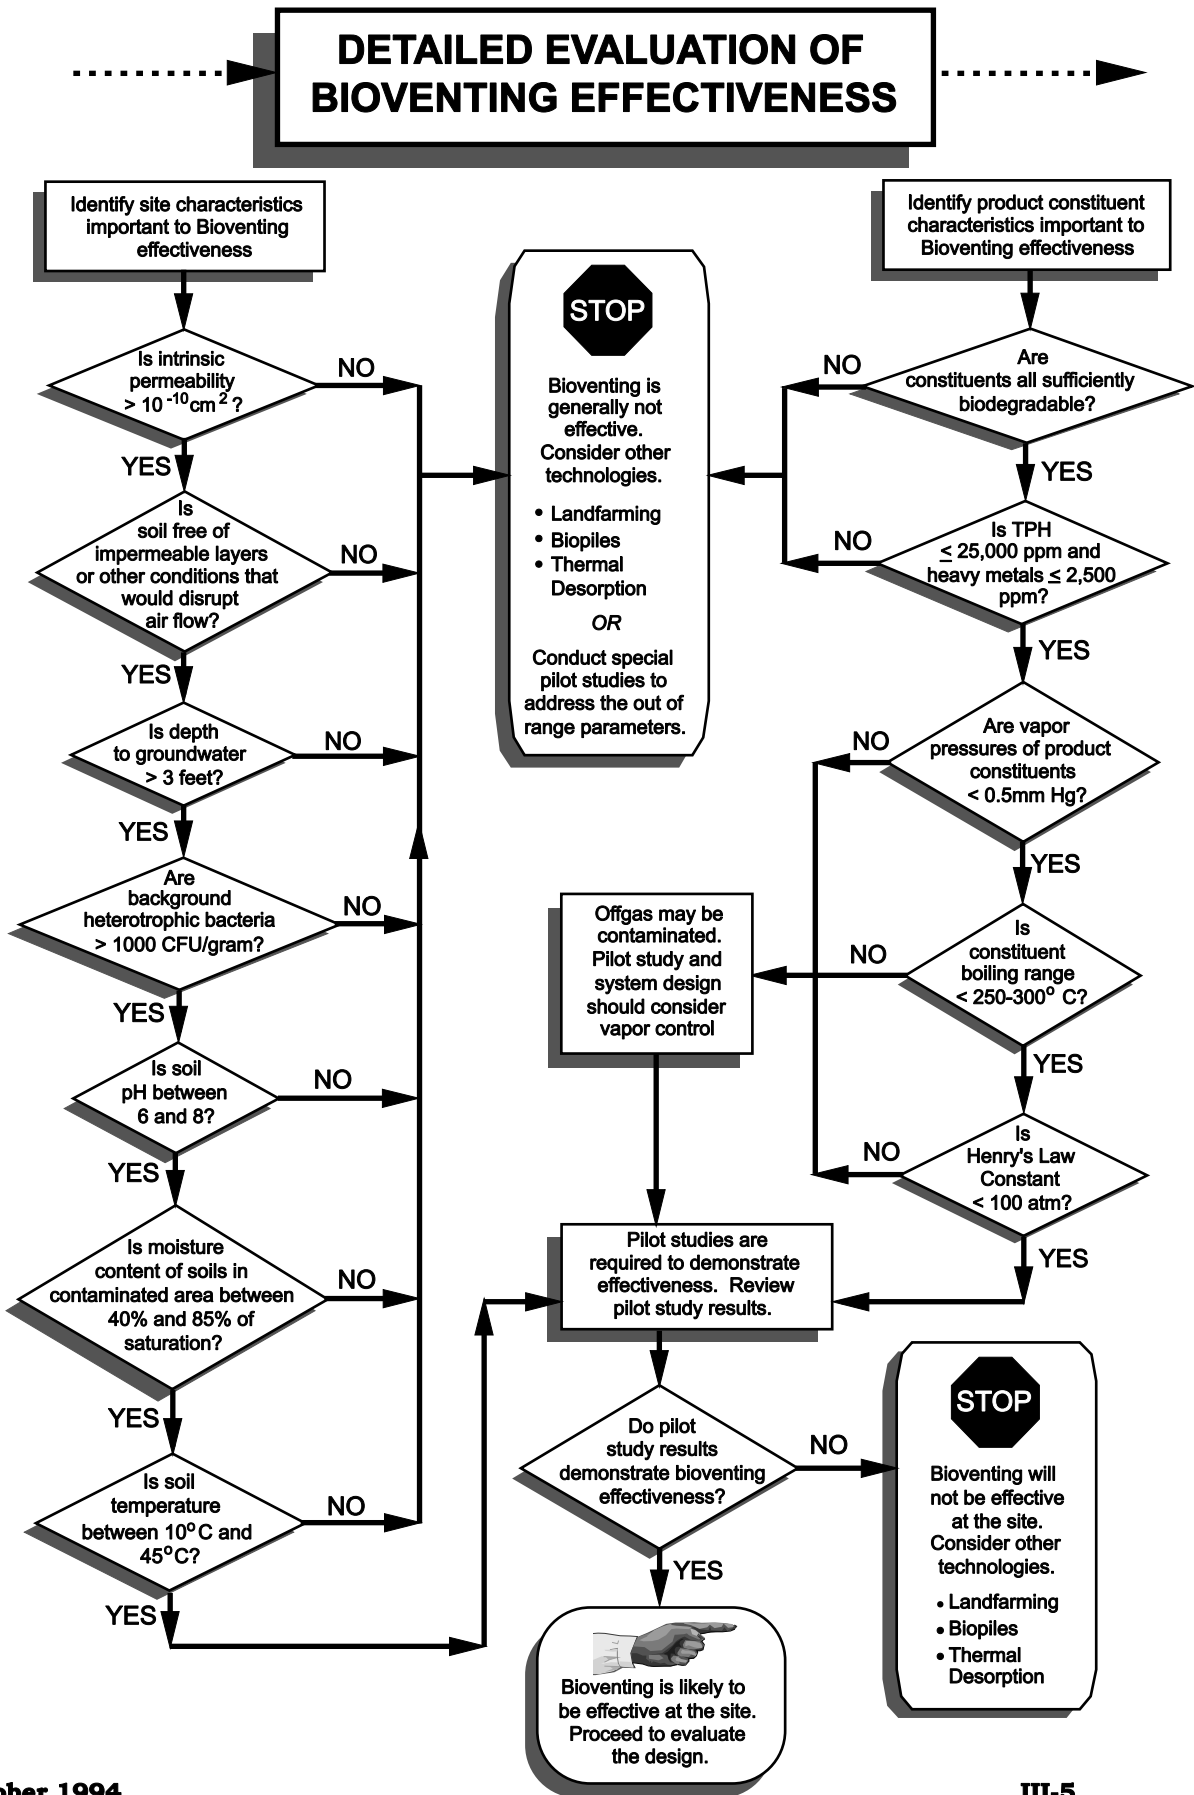 DETAILED EVALUATION OF
BIOVENTING EFFECTIVENESS
Identify site characteristics
important to Bioventing
effectiveness
Is intrinsic
permeability
> 10 -10 cm 2 ?
NO
YES
Is
soil free of
impermeable layers
or other conditions that
would disrupt
air flow?
NO
YES
Is depth
to groundwater
> 3 feet?
NO
YES
Are
background
heterotrophic bacteria
> 1000 CFU/gram?
NO
YES
Is soil
pH between
6 and 8?
NO
YES
Is moisture
content of soils in
contaminated area between
40% and 85% of
saturation?
NO
YES
Is soil
temperature
between 10° C and
45° C?
NO
YES
STOP
Bioventing is
generally not
effective.
Consider other
technologies.
• Landfarming
• Biopiles
• Thermal
Desorption
OR
Conduct special
pilot studies to
address the out of
range parameters.
Identify product constituent
characteristics important to
Bioventing effectiveness
Are
constituents all sufficiently
biodegradable?
NO
YES
Is TPH
≤ 25,000 ppm and
heavy metals ≤ 2,500
ppm?
NO
YES
Are vapor
pressures of product
constituents
< 0.5mm Hg?
NO
YES
Is
constituent
boiling range
< 250-300° C?
NO
YES
Is
Henry's Law
Constant
< 100 atm?
NO
YES
Offgas may be
contaminated.
Pilot study and
system design
should consider
vapor control
Pilot studies are
required to demonstrate
effectiveness. Review
pilot study results.
Do pilot
study results
demonstrate bioventing
effectiveness?
NO
YES
STOP
Bioventing will
not be effective
at the site.
Consider other
technologies.
• Landfarming
• Biopiles
• Thermal
Desorption
Bioventing is likely to
be effective at the site.
Proceed to evaluate
the design.
ober 1994
III-5